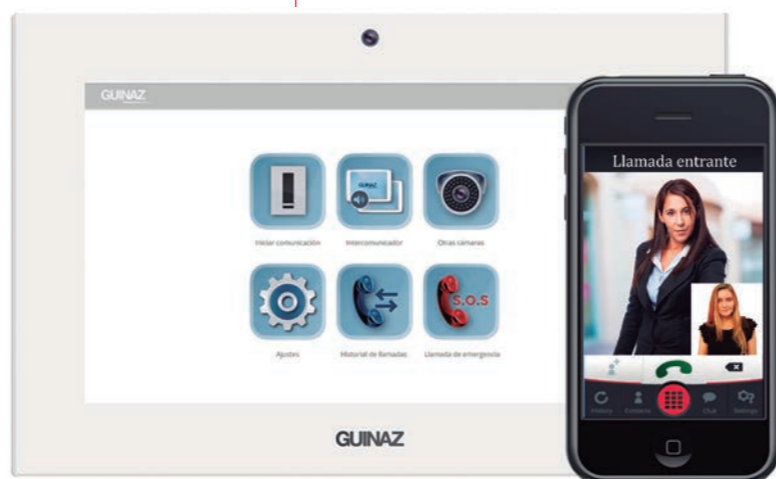 GUINAZ
GUINAZ
Iniciar comunicación
Intercomunicador
Otras cámaras
S.O.S
Ajustes
Historial de llamadas
Llamada de emergencia
GUINAZ
Llamada entrante
History
Contacts
Chat
Settings